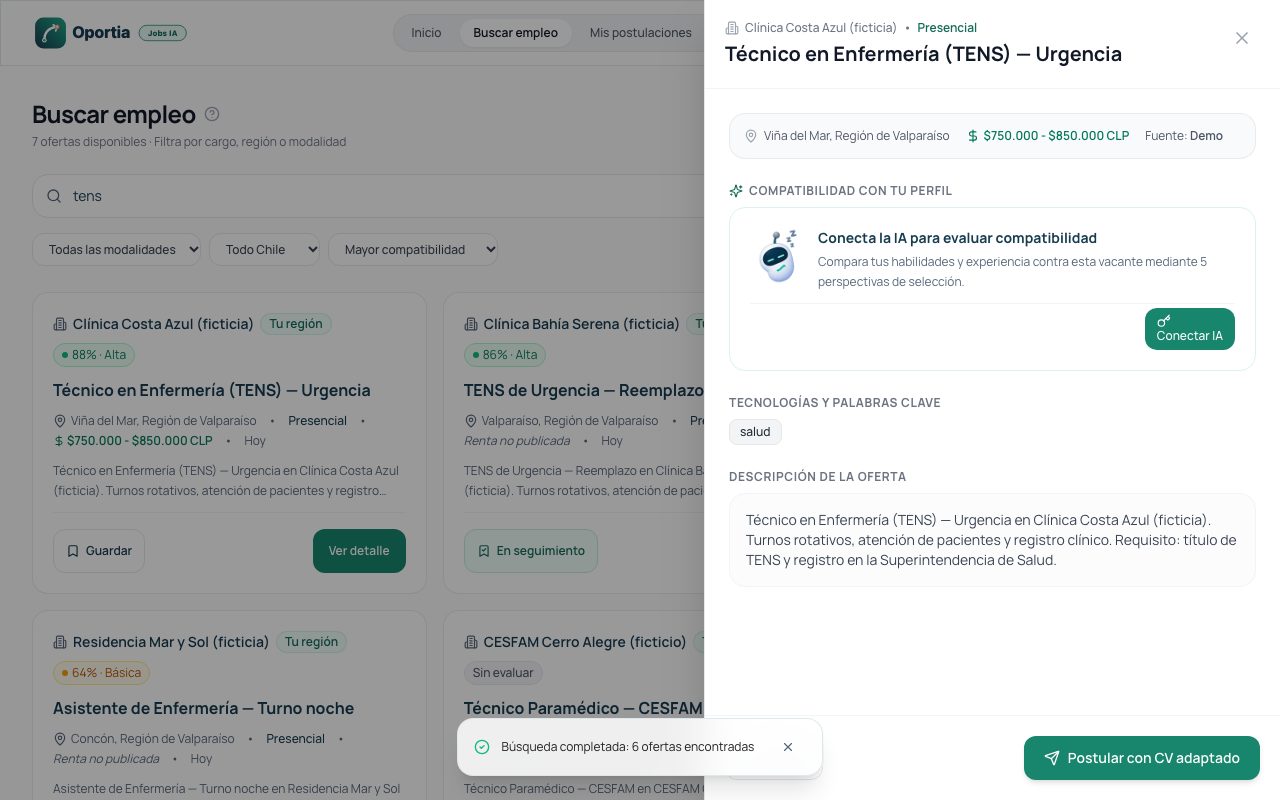 Oportia
Jobs IA
Inicio
Buscar empleo
Mis postulaciones
Buscar empleo
7 ofertas disponibles · Filtra por cargo, región o modalidad
tens
Todas las modalidades
Todo Chile
Mayor compatibilidad
Clínica Costa Azul (ficticia)
Tu región
88% · Alta
Técnico en Enfermería (TENS) — Urgencia
Viña del Mar, Región de Valparaíso • Presencial •
$ $750.000 - $850.000 CLP • Hoy
Técnico en Enfermería (TENS) — Urgencia en Clínica Costa Azul
(ficticia). Turnos rotativos, atención de pacientes y registro…
Guardar
Ver detalle
Clínica Bahía Serena (ficticia)
86% · Alta
TENS de Urgencia — Reemplazo
Valparaíso, Región de Valparaíso •
Renta no publicada • Hoy
TENS de Urgencia — Reemplazo en Clínica B
(ficticia). Turnos rotativos, atención de paci
En seguimiento
Residencia Mar y Sol (ficticia)
Tu región
64% · Básica
Asistente de Enfermería — Turno noche
Concón, Región de Valparaíso • Presencial •
Renta no publicada • Hoy
Asistente de Enfermería — Turno noche en Residencia Mar y Sol
CESFAM Cerro Alegre (ficticio)
Sin evaluar
Técnico Paramédico — CESFAM
Técnico Paramédico — CESFAM en CESFAM
Búsqueda completada: 6 ofertas encontradas
Clínica Costa Azul (ficticia) • Presencial
Técnico en Enfermería (TENS) — Urgencia
Viña del Mar, Región de Valparaíso
$ $750.000 - $850.000 CLP
Fuente: Demo
COMPATIBILIDAD CON TU PERFIL
Conecta la IA para evaluar compatibilidad
Compara tus habilidades y experiencia contra esta vacante mediante 5
perspectivas de selección.
Conectar IA
TECNOLOGÍAS Y PALABRAS CLAVE
salud
DESCRIPCIÓN DE LA OFERTA
Técnico en Enfermería (TENS) — Urgencia en Clínica Costa Azul (ficticia).
Turnos rotativos, atención de pacientes y registro clínico. Requisito: título de
TENS y registro en la Superintendencia de Salud.
Postular con CV adaptado